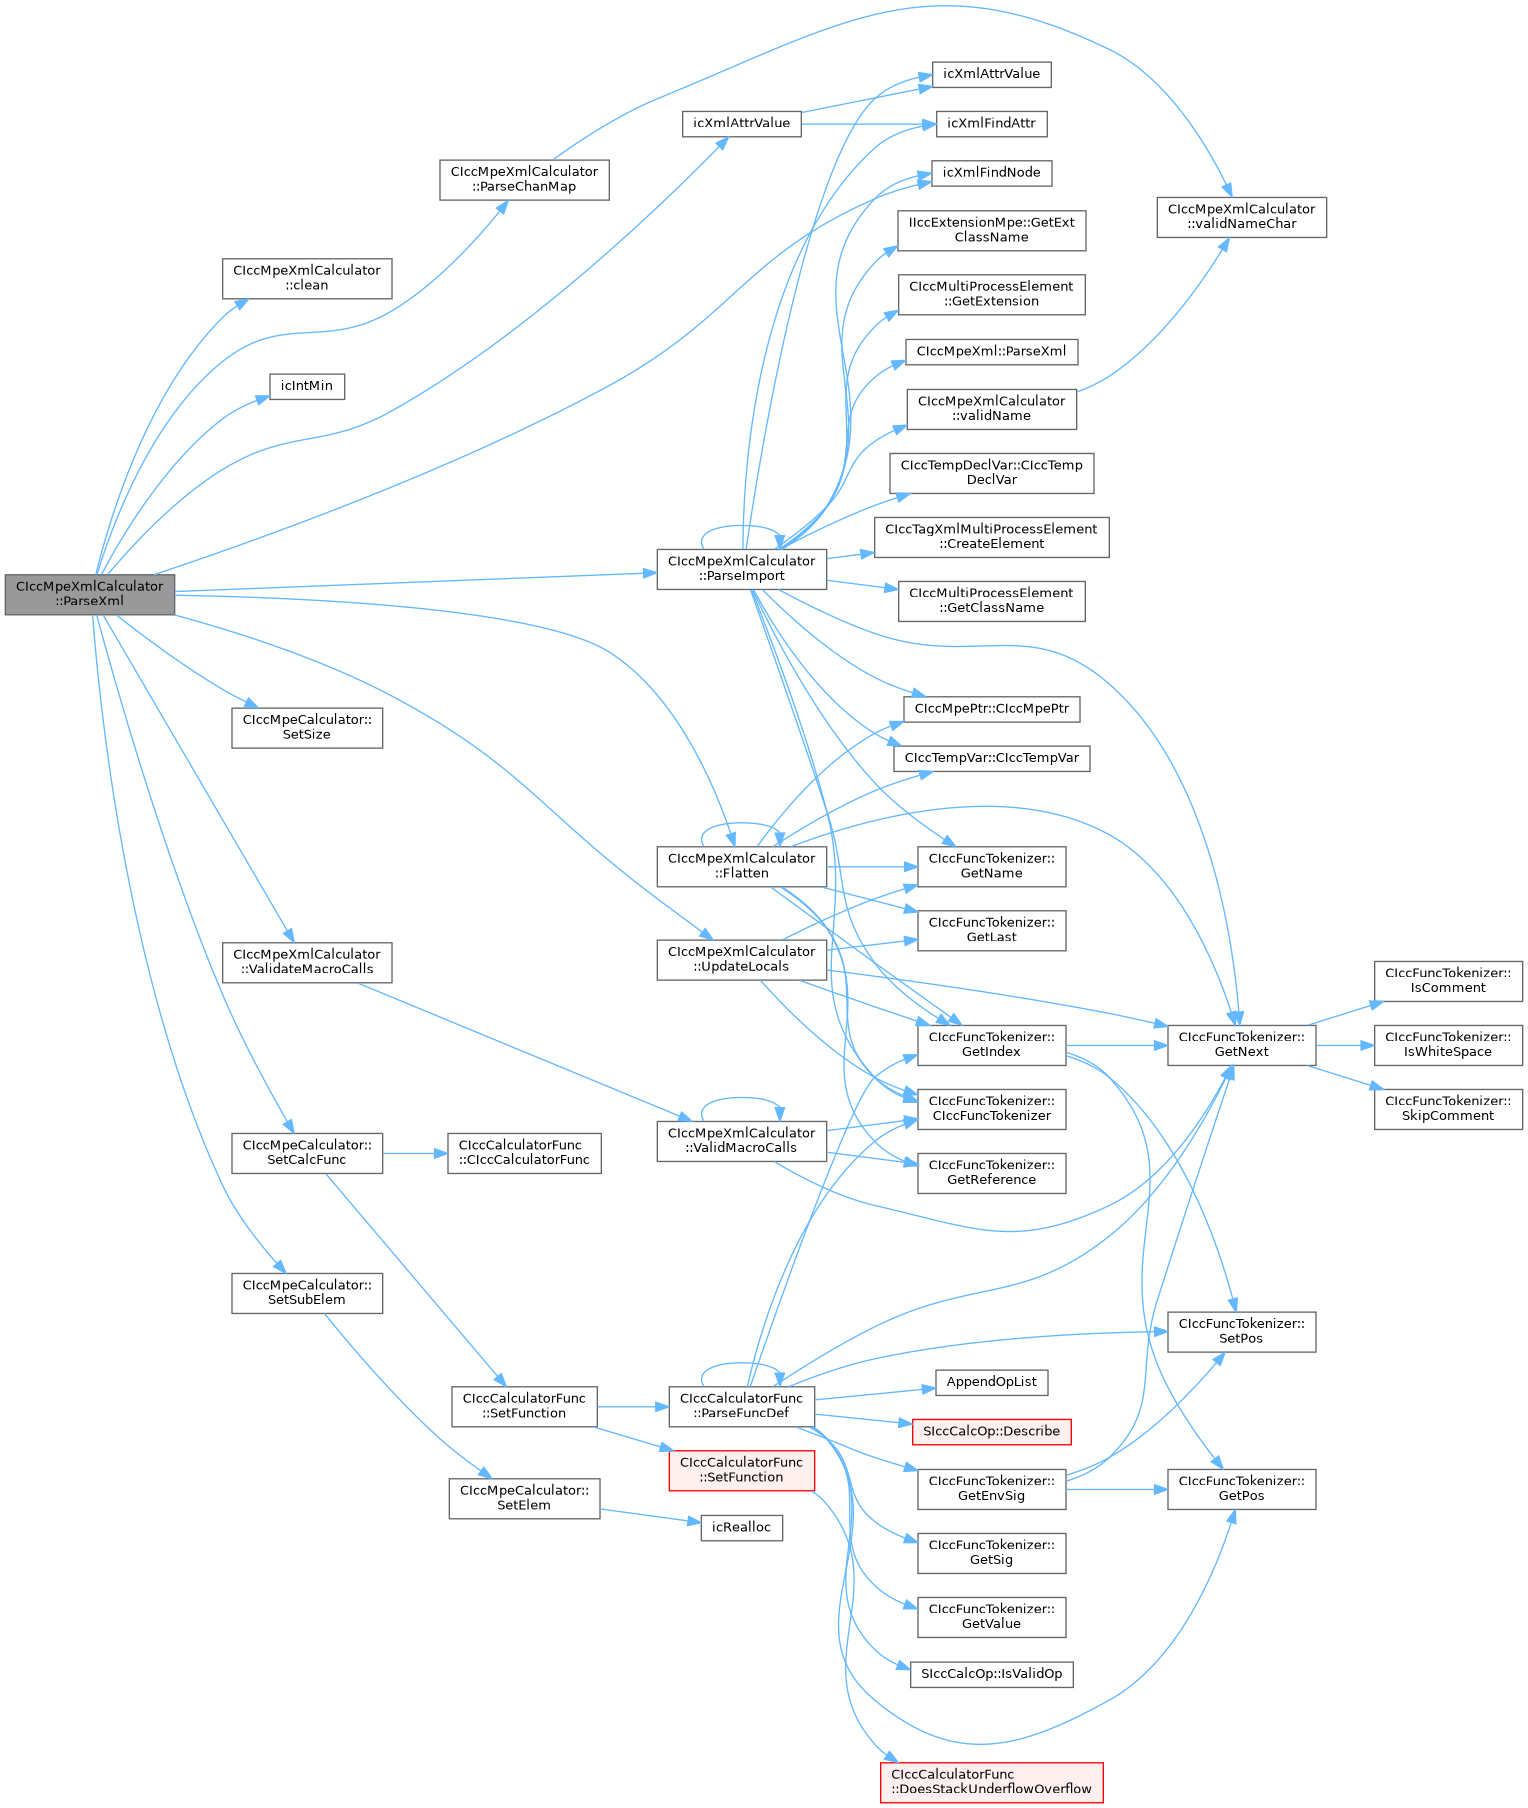 CIccMpeXmlCalculator
::ParseXml
CIccMpeXmlCalculator
::clean
icIntMin
CIccMpeCalculator::
SetSize
CIccMpeXmlCalculator
::ValidateMacroCalls
CIccMpeCalculator::
SetCalcFunc
CIccMpeCalculator::
SetSubElem
CIccMpeXmlCalculator
::ParseChanMap
CIccCalculatorFunc
::CIccCalculatorFunc
CIccCalculatorFunc
::SetFunction
CIccMpeCalculator::
SetElem
icXmlAttrValue
CIccMpeXmlCalculator
::ParseImport
CIccMpeXmlCalculator
::Flatten
CIccMpeXmlCalculator
::UpdateLocals
CIccMpeXmlCalculator
::ValidMacroCalls
CIccCalculatorFunc
::ParseFuncDef
CIccCalculatorFunc
::SetFunction
icRealloc
icXmlAttrValue
icXmlFindAttr
icXmlFindNode
IIccExtensionMpe::GetExt
ClassName
CIccMultiProcessElement
::GetExtension
CIccMpeXml::ParseXml
CIccMpeXmlCalculator
::validName
CIccTempDeclVar::CIccTemp
DeclVar
CIccTagXmlMultiProcessElement
::CreateElement
CIccMultiProcessElement
::GetClassName
CIccMpePtr::CIccMpePtr
CIccTempVar::CIccTempVar
CIccFuncTokenizer::
GetName
CIccFuncTokenizer::
GetLast
CIccFuncTokenizer::
GetIndex
CIccFuncTokenizer::
CIccFuncTokenizer
CIccFuncTokenizer::
GetReference
AppendOpList
SIccCalcOp::Describe
CIccFuncTokenizer::
GetEnvSig
CIccFuncTokenizer::
GetSig
CIccFuncTokenizer::
GetValue
SIccCalcOp::IsValidOp
CIccCalculatorFunc
::DoesStackUnderflowOverflow
CIccMpeXmlCalculator
::validNameChar
CIccFuncTokenizer::
GetNext
CIccFuncTokenizer::
SetPos
CIccFuncTokenizer::
GetPos
CIccFuncTokenizer::
IsComment
CIccFuncTokenizer::
IsWhiteSpace
CIccFuncTokenizer::
SkipComment